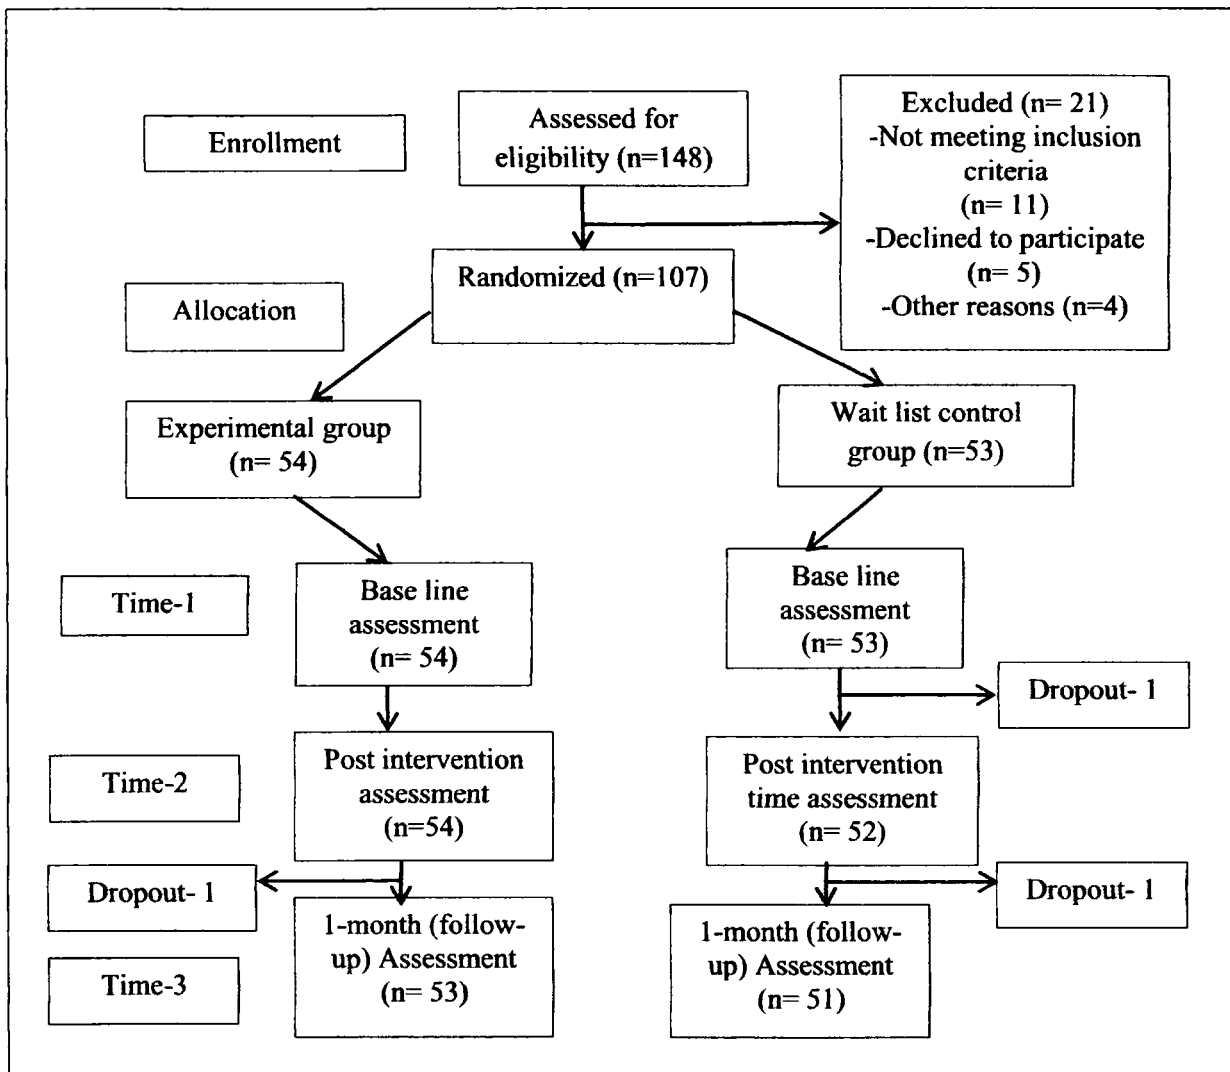 Enrollment
Assessed for
eligibility (n=148)
Excluded (n= 21)
-Not meeting inclusion
criteria
(n= 11)
-Declined to participate
(n= 5)
-Other reasons (n=4)
Randomized (n=107)
Allocation
Experimental group
(n= 54)
Wait list control
group (n=53)
Time-1
Base line
assessment
(n= 54)
Base line
assessment
(n= 53)
Dropout- 1
Time-2
Post intervention
assessment
(n=54)
Post intervention
time assessment
(n= 52)
Dropout- 1
Dropout- 1
Time-3
1-month (follow-
up) Assessment
(n= 53)
1-month (follow-
up) Assessment
(n= 51)